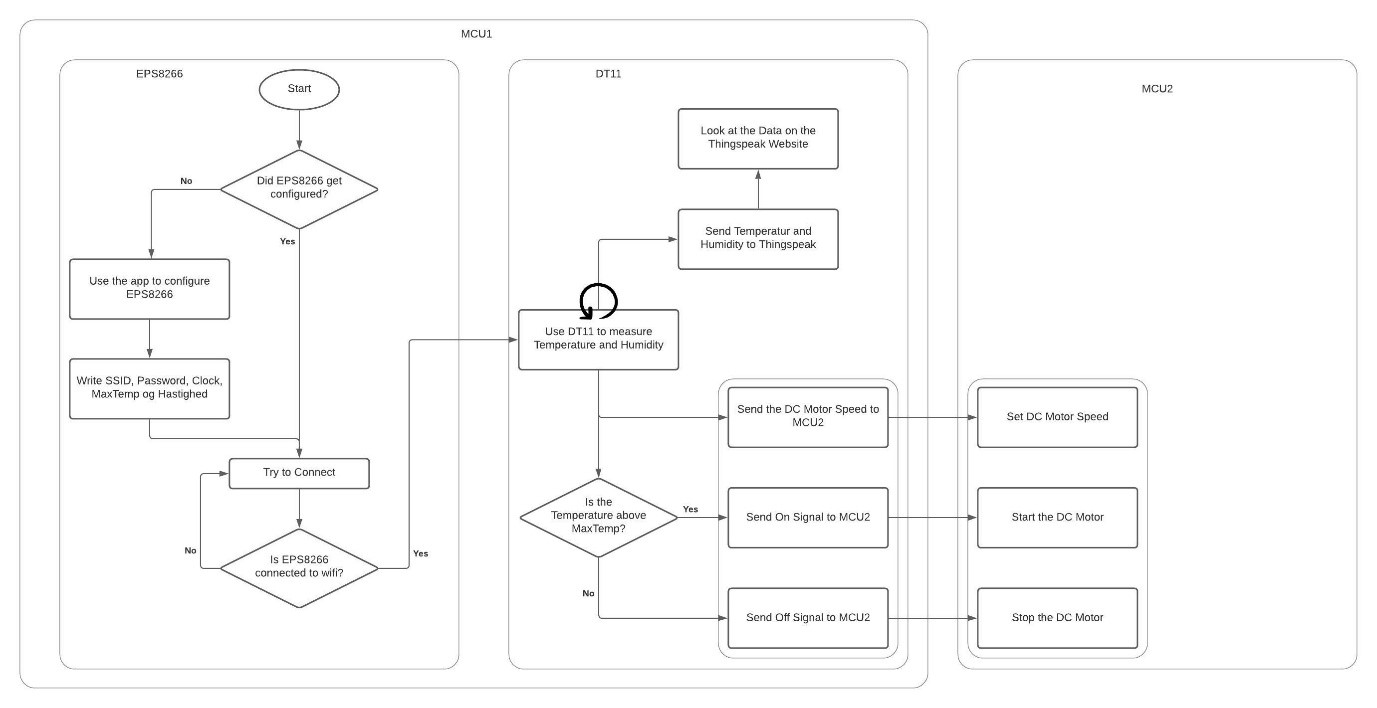 MCU1
EPS8266
Start
Did EPS8266 get
configured?
No
Yes
Use the app to configure
EPS8266
Write SSID, Password, Clock,
MaxTemp og Hastighed
Try to Connect
Is EPS8266
connected to wifi?
No
Yes
DT11
Look at the Data on the
Thingspeak Website
Send Temperatur and
Humidity to Thingspeak
Use DT11 to measure
Temperature and Humidity
Send the DC Motor Speed to
MCU2
Is the
Temperature above
MaxTemp?
Yes
Send On Signal to MCU2
No
Send Off Signal to MCU2
MCU2
Set DC Motor Speed
Start the DC Motor
Stop the DC Motor